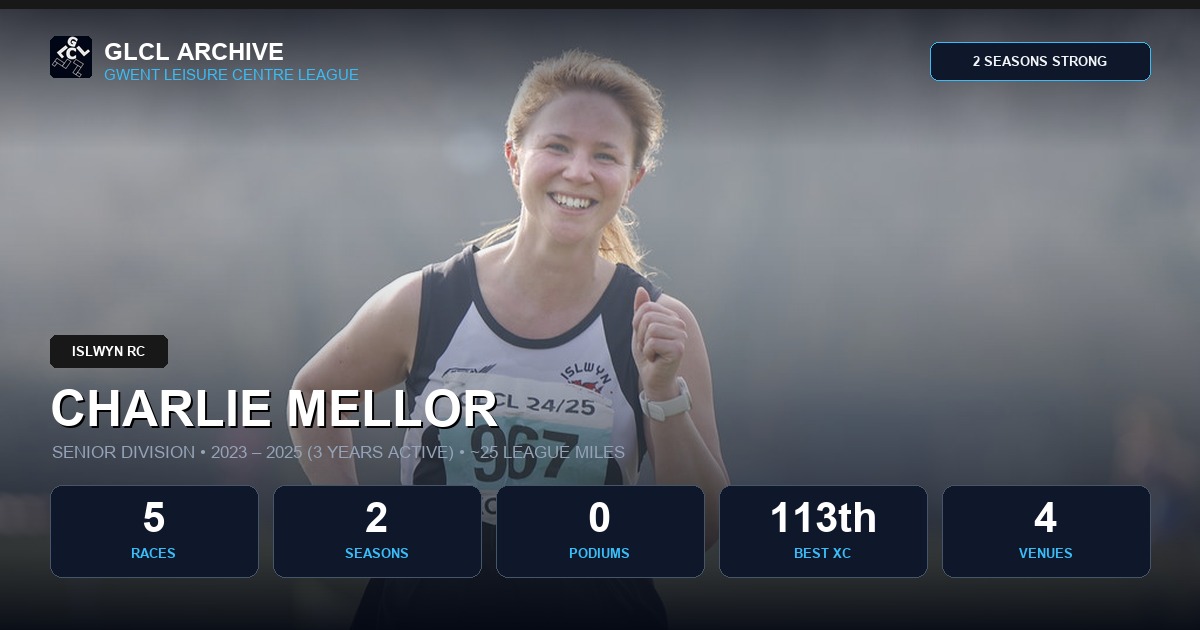 GLCL ARCHIVE
GWENT LEISURE CENTRE LEAGUE
2 SEASONS STRONG
ISLWYN
GLCL 24/25
967
ISLWYN RC
CHARLIE MELLOR
SENIOR DIVISION • 2023 – 2025 (3 YEARS ACTIVE) • ~25 LEAGUE MILES
5
RACES
2
SEASONS
0
PODIUMS
113th
BEST XC
4
VENUES